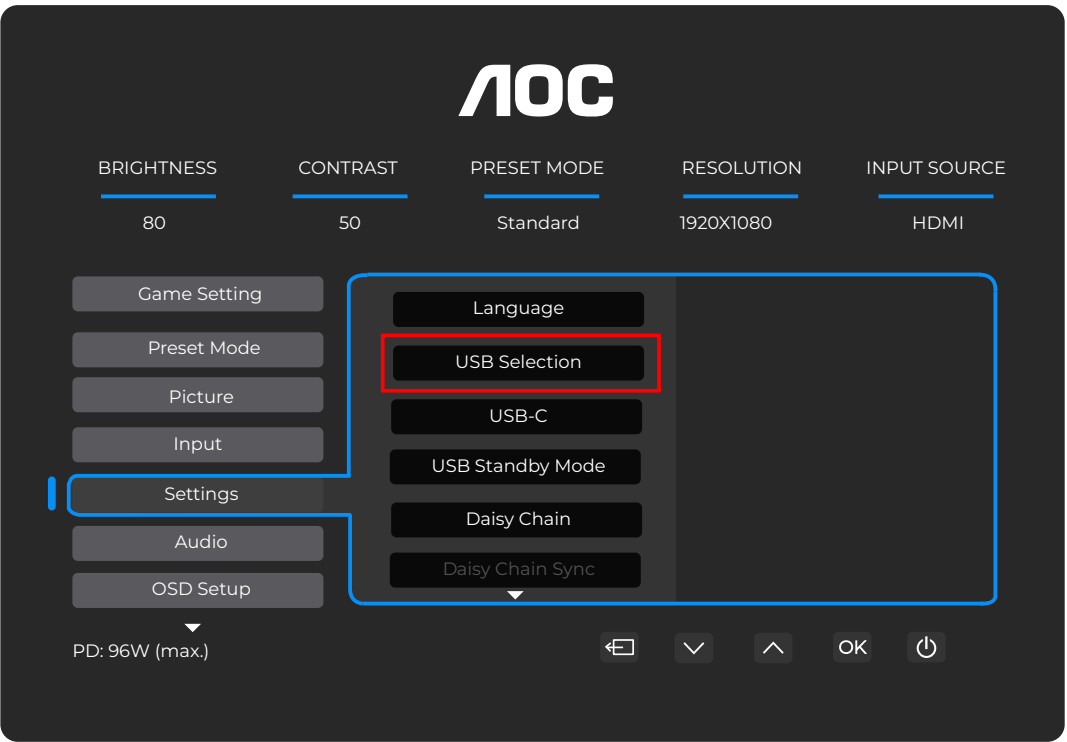 AOC
BRIGHTNESS CONTRAST PRESET MODE RESOLUTION INPUT SOURCE
80 50 Standard 1920X1080 HDMI
Game Setting
Preset Mode
Picture
Input
Settings
Audio
OSD Setup
Language
USB Selection
USB-C
USB Standby Mode
Daisy Chain
Daisy Chain Sync
PD: 96W (max.)
OK